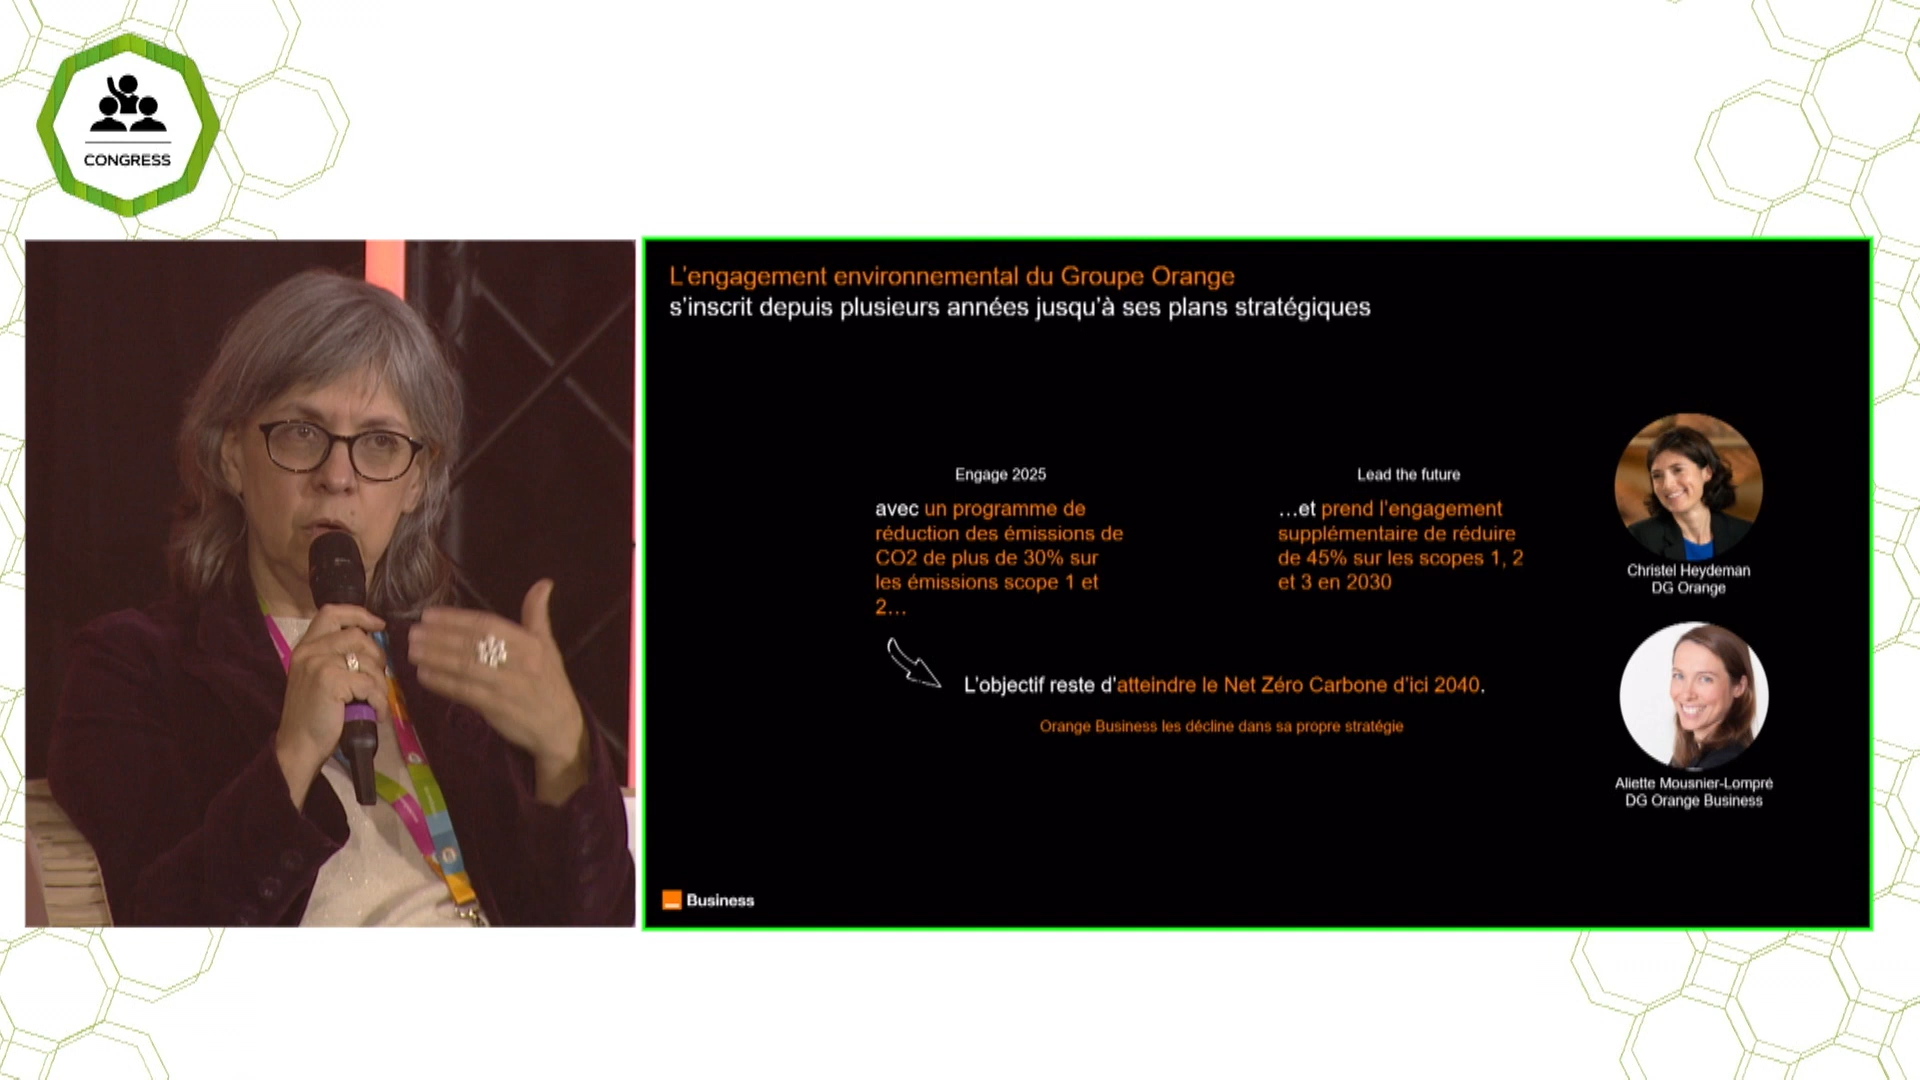 CONGRESS
L'engagement environnemental du Groupe Orange
s'inscrit depuis plusieurs années jusqu'à ses plans stratégiques
Engage 2025
avec un programme de
réduction des émissions de
CO2 de plus de 30% sur
les émissions scope 1 et
2…
Lead the future
…et prend l'engagement
supplémentaire de réduire
de 45% sur les scopes 1, 2
et 3 en 2030
Christel Heydeman
DG Orange
L'objectif reste d'atteindre le Net Zéro Carbone d'ici 2040.
Orange Business les décline dans sa propre stratégie
Aliette Mousnier-Lompré
DG Orange Business
Business